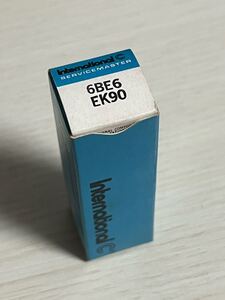 International
SERVICEMASTER
6BE6
EK90
International